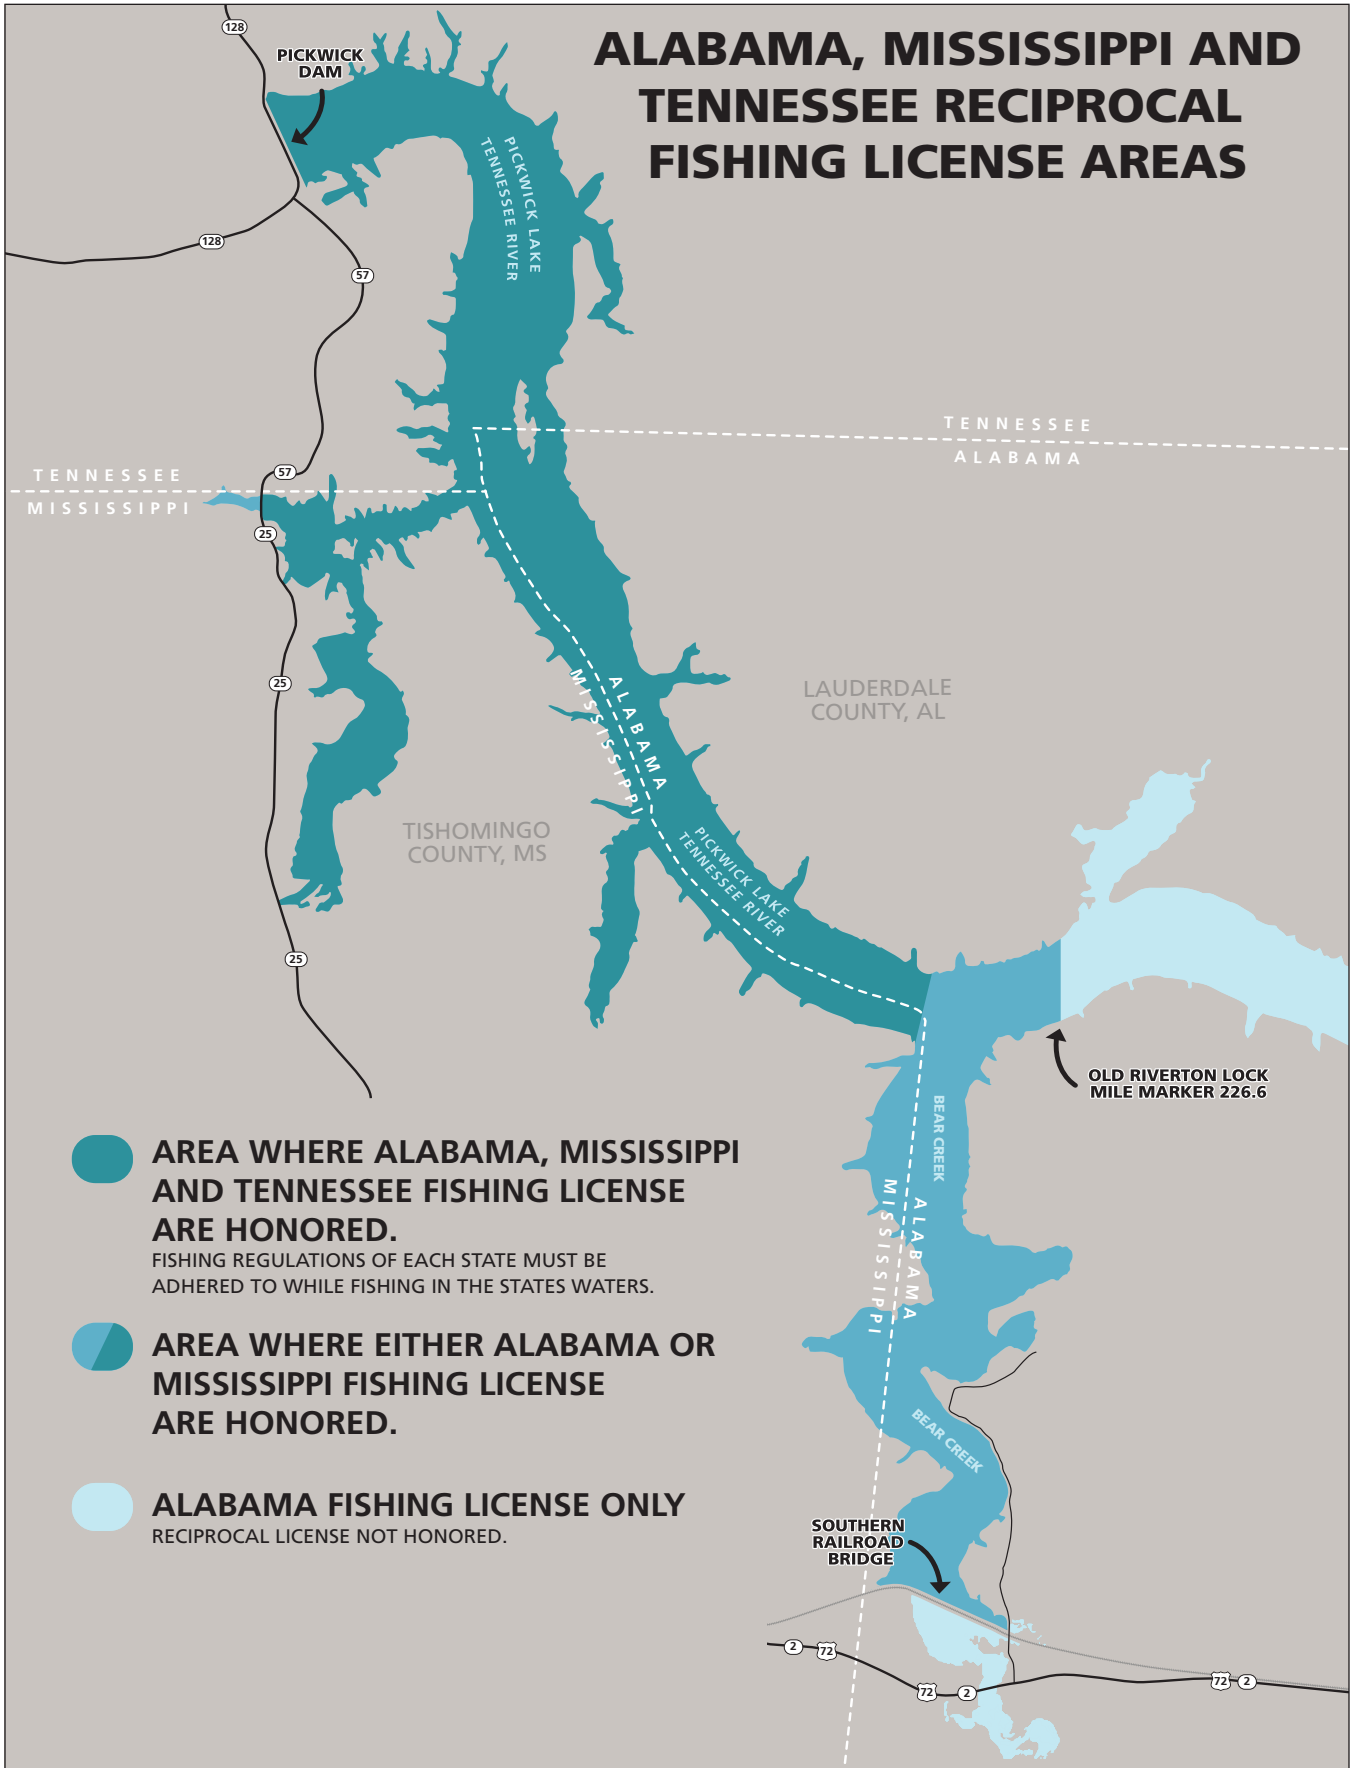 ALABAMA, MISSISSIPPI AND
TENNESSEE RECIPROCAL
FISHING LICENSE AREAS
128
PICKWICK
DAM
PICKWICK LAKE
TENNESSEE RIVER
128
57
TENNESSEE
ALABAMA
57
TENNESSEE
MISSISSIPPI
25
25
ALABAMA
MISSISSIPPI
LAUDERDALE
COUNTY, AL
TISHOMINGO
COUNTY, MS
PICKWICK LAKE
TENNESSEE RIVER
25
OLD RIVERTON LOCK
MILE MARKER 226.6
BEAR CREEK
ALABAMA
MISSISSIPPI
AREA WHERE ALABAMA, MISSISSIPPI
AND TENNESSEE FISHING LICENSE
ARE HONORED.
FISHING REGULATIONS OF EACH STATE MUST BE
ADHERED TO WHILE FISHING IN THE STATES WATERS.
AREA WHERE EITHER ALABAMA OR
MISSISSIPPI FISHING LICENSE
ARE HONORED.
BEAR CREEK
ALABAMA FISHING LICENSE ONLY
RECIPROCAL LICENSE NOT HONORED.
SOUTHERN
RAILROAD
BRIDGE
2
72
72
2
72
2